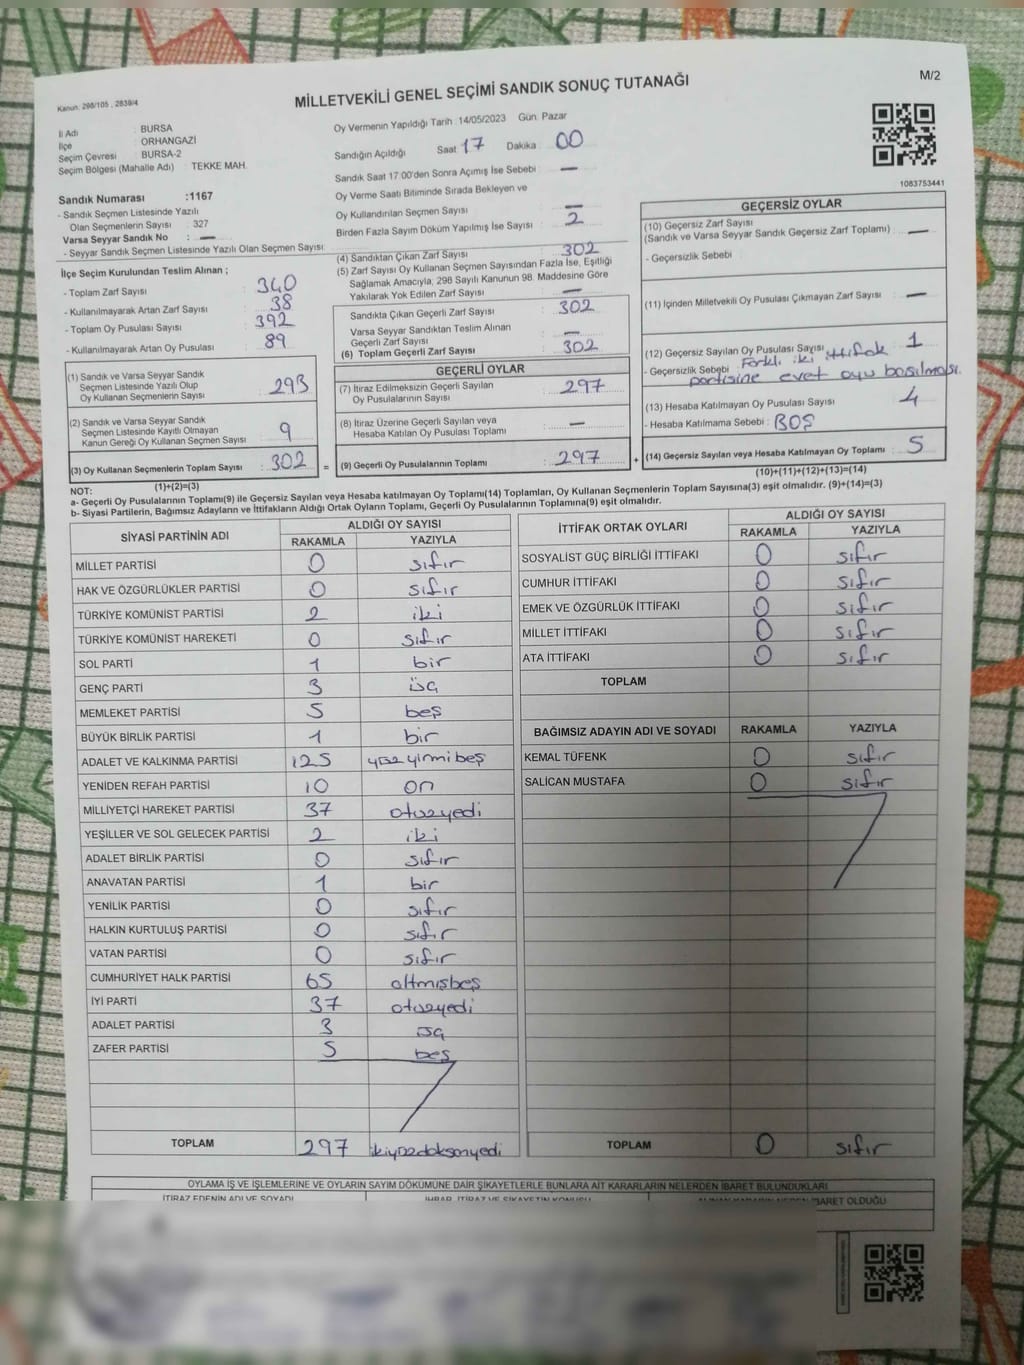 Kanun. 298/105 , 2839/4
MİLLETVEKİLİ GENEL SEÇİMİ SANDIK SONUÇ TUTANAĞI
M/2
İl Adı : BURSA
İlçe : ORHANGAZİ
Seçim Çevresi : BURSA-2
Seçim Bölgesi (Mahalle Adı) : TEKKE MAH.
Oy Vermenin Yapıldığı Tarih : 14/05/2023 Gün: Pazar
Sandığın Açıldığı Saat 17 Dakika : 00
Sandık Saat 17:00'den Sonra Açımış İse Sebebi : —
Oy Verme Saati Bitiminde Sırada Bekleyen ve
Oy Kullandırılan Seçmen Sayısı : —
Birden Fazla Sayım Döküm Yapılmış İse Sayısı : 2
1083753441
Sandık Numarası :1167
- Sandık Seçmen Listesinde Yazılı
Olan Seçmenlerin Sayısı : 327
Varsa Seyyar Sandık No : —
- Seyyar Sandık Seçmen Listesinde Yazılı Olan Seçmen Sayısı:
İlçe Seçim Kurulundan Teslim Alınan ;
- Toplam Zarf Sayısı : 340
- Kullanılmayarak Artan Zarf Sayısı : 38
- Toplam Oy Pusulası Sayısı : 392
- Kullanılmayarak Artan Oy Pusulası : 89
(4) Sandıktan Çıkan Zarf Sayısı : 302
(5) Zarf Sayısı Oy Kullanan Seçmen Sayısından Fazla İse, Eşitliği
Sağlamak Amacıyla, 298 Sayılı Kanunun 98. Maddesine Göre
Yakılarak Yok Edilen Zarf Sayısı : —
Sandıkta Çıkan Geçerli Zarf Sayısı : 302
Varsa Seyyar Sandıktan Teslim Alınan
Geçerli Zarf Sayısı : —
(6) Toplam Geçerli Zarf Sayısı : 302
GEÇERSİZ OYLAR
(10) Geçersiz Zarf Sayısı
(Sandık ve Varsa Seyyar Sandık Geçersiz Zarf Toplamı) : —
- Geçersizlik Sebebi :
(11) İçinden Milletvekili Oy Pusulası Çıkmayan Zarf Sayısı : —
(12) Geçersiz Sayılan Oy Pusulası Sayısı : 1
- Geçersizlik Sebebi : Farklı iki ittifak
partisine evet oyu basılması.
(13) Hesaba Katılmayan Oy Pusulası Sayısı : 4
- Hesaba Katılmama Sebebi : BOŞ
(14) Geçersiz Sayılan veya Hesaba Katılmayan Oy Toplamı : 5
(10)+(11)+(12)+(13)=(14)
(1) Sandık ve Varsa Seyyar Sandık
Seçmen Listesinde Yazılı Olup
Oy Kullanan Seçmenlerin Sayısı : 293
(2) Sandık ve Varsa Seyyar Sandık
Seçmen Listesinde Kayıtlı Olmayan
Kanun Gereği Oy Kullanan Seçmen Sayısı : 9
(3) Oy Kullanan Seçmenlerin Toplam Sayısı : 302 =
(1)+(2)=(3)
GEÇERLİ OYLAR
(7) İtiraz Edilmeksizin Geçerli Sayılan
Oy Pusulalarının Sayısı : 297
(8) İtiraz Üzerine Geçerli Sayılan veya
Hesaba Katılan Oy Pusulası Toplamı : —
(9) Geçerli Oy Pusulalarının Toplamı : 297 +
NOT:
a- Geçerli Oy Pusulaların Toplamı(9) ile Geçersiz Sayılan veya Hesaba katılmayan Oy Toplamı(14) Toplamları, Oy Kullanan Seçmenlerin Toplam Sayısına(3) eşit olmalıdır. (9)+(14)=(3)
b- Siyasi Partilerin, Bağımsız Adayların ve İttifakların Aldığı Ortak Oyların Toplamı, Geçerli Oy Pusulalarının Toplamına(9) eşit olmalıdır.
SİYASİ PARTİNİN ADI ALDIĞI OY SAYISI
RAKAMLA YAZIYLA
MİLLET PARTİSİ 0 sıfır
HAK VE ÖZGÜRLÜKLER PARTİSİ 0 sıfır
TÜRKİYE KOMÜNİST PARTİSİ 2 iki
TÜRKİYE KOMÜNİST HAREKETİ 0 sıfır
SOL PARTİ 1 bir
GENÇ PARTİ 3 üç
MEMLEKET PARTİSİ 5 beş
BÜYÜK BİRLİK PARTİSİ 1 bir
ADALET VE KALKINMA PARTİSİ 125 yüzyirmibeş
YENİDEN REFAH PARTİSİ 10 on
MİLLİYETÇİ HAREKET PARTİSİ 37 otuzyedi
YEŞİLLER VE SOL GELECEK PARTİSİ 2 iki
ADALET BİRLİK PARTİSİ 0 sıfır
ANAVATAN PARTİSİ 1 bir
YENİLİK PARTİSİ 0 sıfır
HALKIN KURTULUŞ PARTİSİ 0 sıfır
VATAN PARTİSİ 0 sıfır
CUMHURİYET HALK PARTİSİ 65 altmışbeş
İYİ PARTİ 37 otuzyedi
ADALET PARTİSİ 3 üç
ZAFER PARTİSİ 5 beş
TOPLAM 297 ikiyüzdoksanyedi
İTTİFAK ORTAK OYLARI ALDIĞI OY SAYISI
RAKAMLA YAZIYLA
SOSYALİST GÜÇ BİRLİĞİ İTTİFAKI 0 sıfır
CUMHUR İTTİFAKI 0 sıfır
EMEK VE ÖZGÜRLÜK İTTİFAKI 0 sıfır
MİLLET İTTİFAKI 0 sıfır
ATA İTTİFAKI 0 sıfır
TOPLAM
BAĞIMSIZ ADAYIN ADI VE SOYADI RAKAMLA YAZIYLA
KEMAL TÜFENK 0 sıfır
SALİCAN MUSTAFA 0 sıfır
TOPLAM 0 sıfır
OYLAMA İŞ VE İŞLEMLERİNE VE OYLARIN SAYIM DÖKÜMÜNE DAİR ŞİKAYETLERLE BUNLARA AİT KARARLARIN NELERDEN İBARET BULUNDUKLARI
İTİRAZ EDENİN ADI VE SOYADI İHBAR, İTİRAZ VE ŞİKAYETİN KONUSU ALINAN KARARIN NEDEN İBARET OLDUĞU